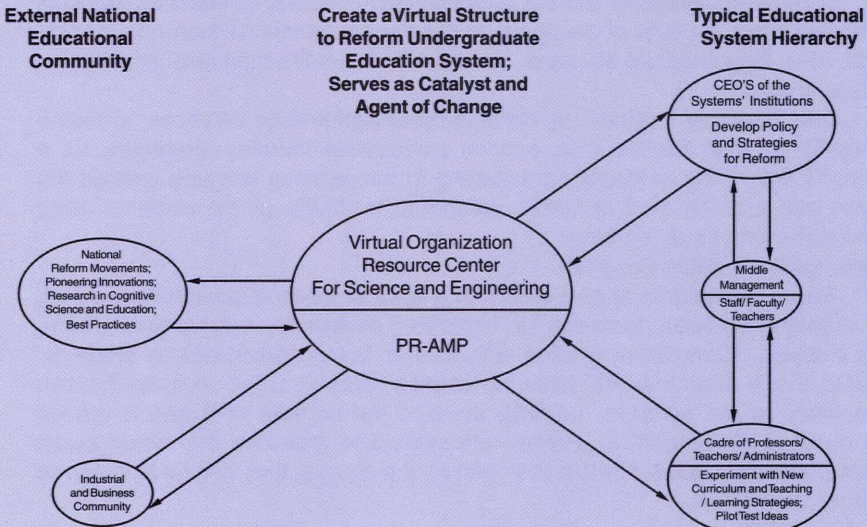 External National
Educational
Community
Create aVirtual Structure
to Reform Undergraduate
Education System;
Serves as Catalyst and
Agent of Change
Typical Educational
System Hierarchy
CEO'S of the
Systems' Institutions
Develop Policy
and Strategies
for Reform
Virtual Organization
Resource Center
For Science and Engineering
PR-AMP
National
Reform Movements;
Pioneering Innovations;
Research in Cognitive
Science and Education;
Best Practices
Middle
Management
Staff/ Faculty/
Teachers
Industrial
and Business
Community
Cadre of Professors/
Teachers/ Administrators
Experiment with New
Curriculum and Teaching
/ Learning Strategies;
Pilot Test Ideas